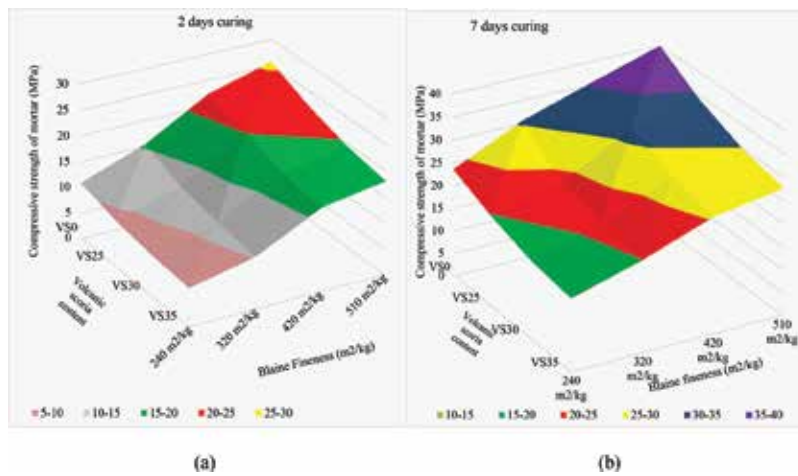 2 days curing
Compressive strength of mortar (MPa)
30
25
20
15
10
5
0
VS0
VS25
VS30
VS35
Volcanic
scoria
content
240 m2/kg
320 m2/kg
420 m2/kg
510 m2/kg
Blaine Fineness (m2/kg)
5-10
10-15
15-20
20-25
25-30
(a)
7 days curing
Compressive strength of mortar (MPa)
40
35
30
25
20
15
10
5
0
VS0
VS25
VS30
VS35
Volcanic
scoria
content
240
m2/kg
320
m2/kg
420
m2/kg
510
m2/kg
Blaine fineness (m2/kg)
10-15
15-20
20-25
25-30
30-35
35-40
(b)